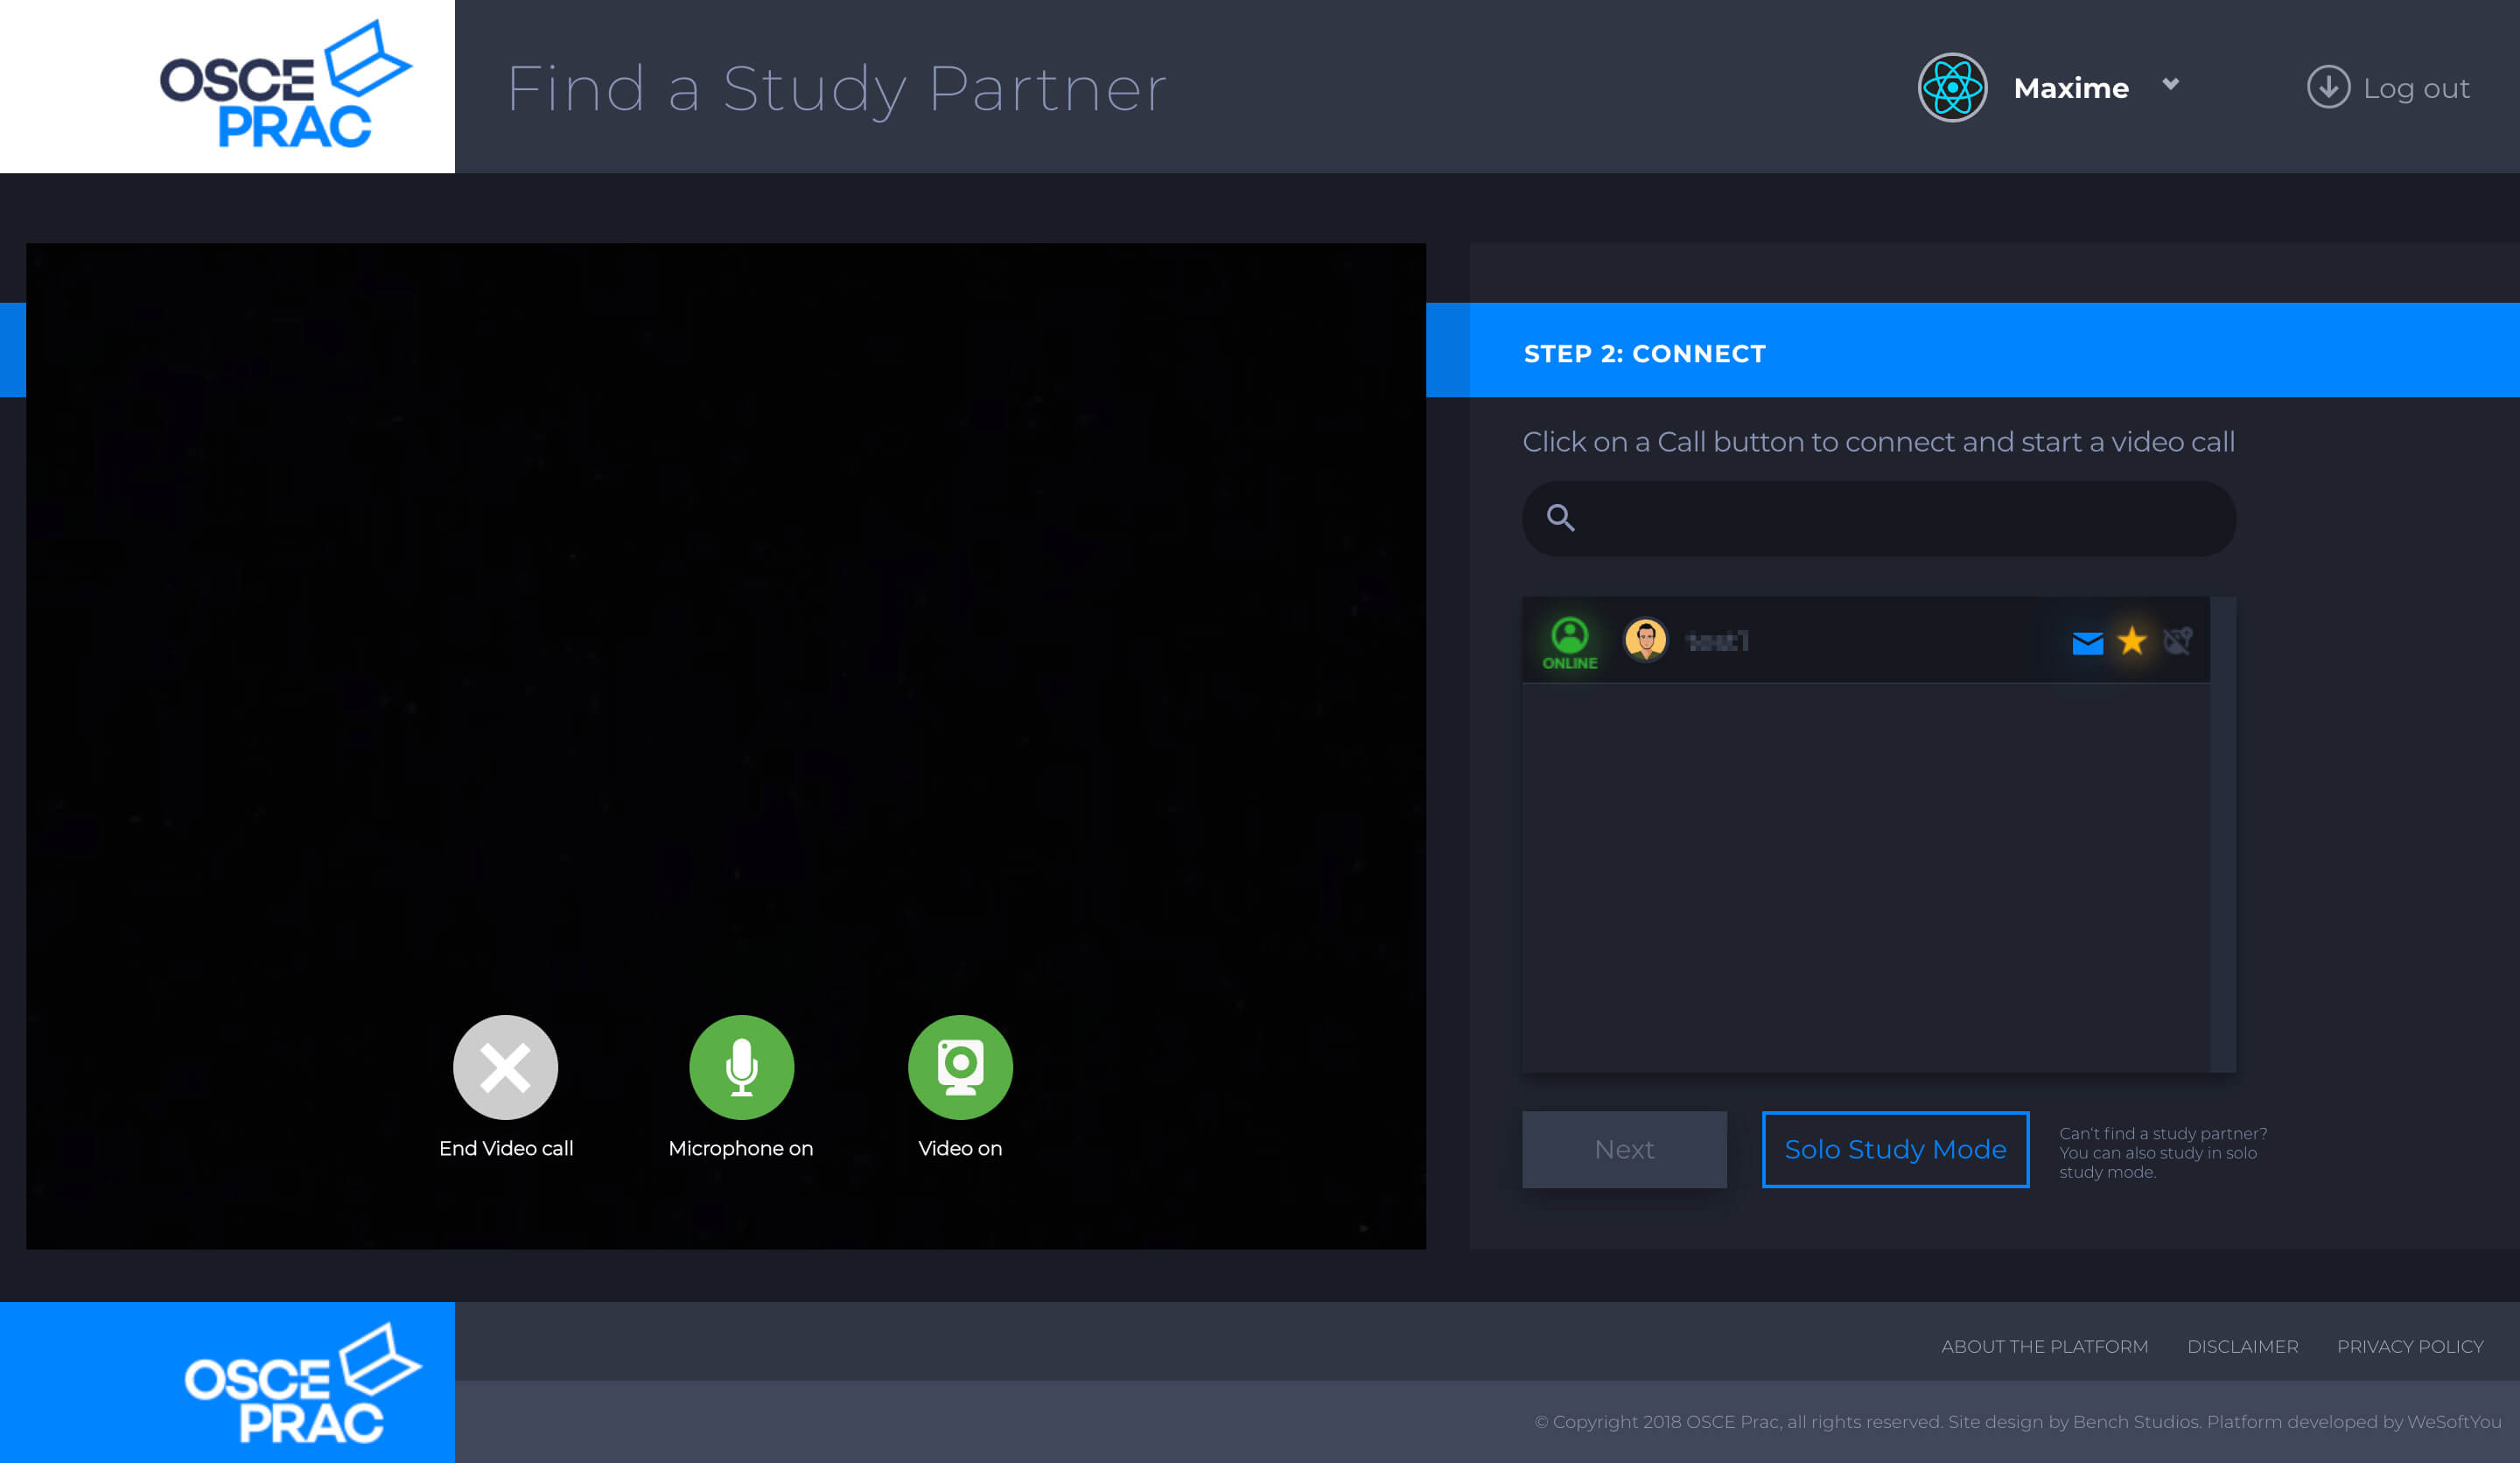 OSCE
PRAC
Find a Study Partner
Maxime
Log out
STEP 2: CONNECT
Click on a Call button to connect and start a video call
ONLINE
End Video call
Microphone on
Video on
Next
Solo Study Mode
Can't find a study partner?
You can also study in solo
study mode.
OSCE
PRAC
ABOUT THE PLATFORM
DISCLAIMER
PRIVACY POLICY
© Copyright 2018 OSCE Prac, all rights reserved. Site design by Bench Studios. Platform developed by WeSoftYou